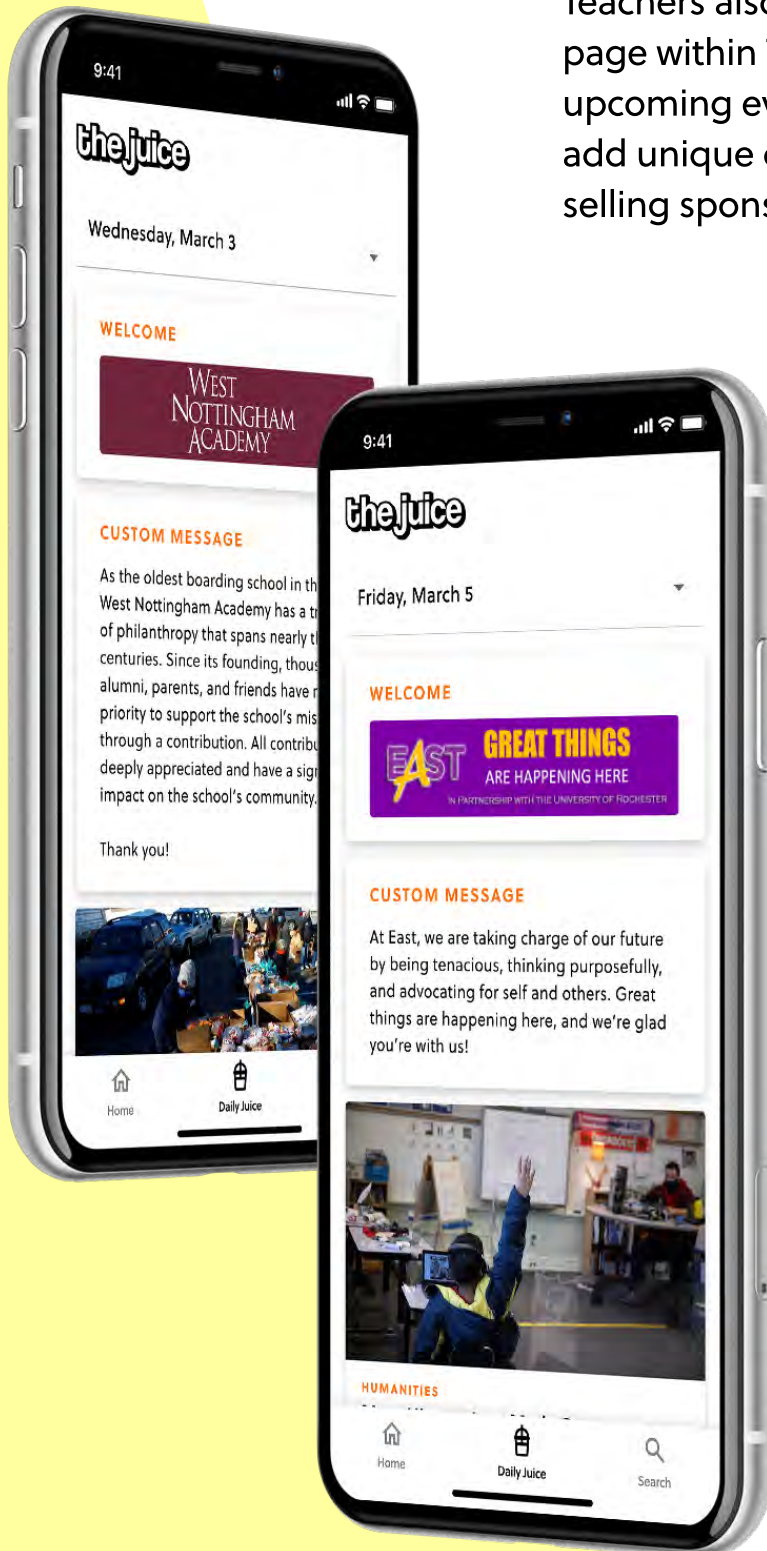 Teachers also
page within
upcoming ev
add unique
selling spons
9:41
the juice
Wednesday, March 3
WELCOME
WEST
NOTTINGHAM
ACADEMY
CUSTOM MESSAGE
As the oldest boarding school in th
West Nottingham Academy has a tr
of philanthropy that spans nearly t
centuries. Since its founding, thous
alumni, parents, and friends have
priority to support the school's mis
through a contribution. All contribu
deeply appreciated and have a sig
impact on the school's community.
Thank you!
Home
Daily Juice
9:41
the juice
Friday, March 5
WELCOME
EAST
GREAT THINGS
ARE HAPPENING HERE
IN PARTNERSHIP WITH THE UNIVERSITY OF ROCHESTER
CUSTOM MESSAGE
At East, we are taking charge of our future
by being tenacious, thinking purposefully,
and advocating for self and others. Great
things are happening here, and we're glad
you're with us!
HUMANITIES
Home
Daily Juice
Search